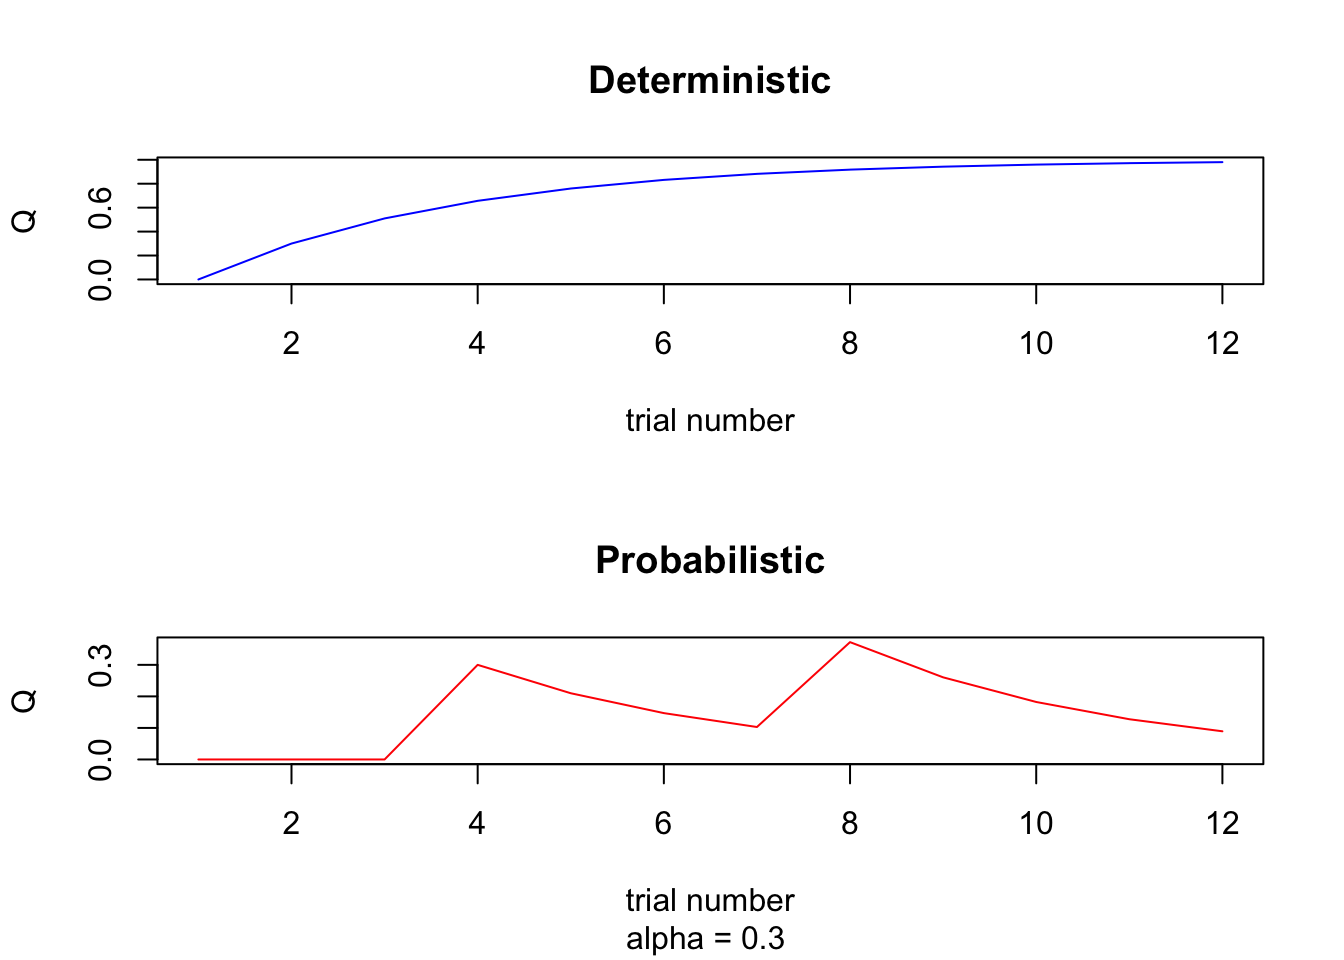 Deterministic
Q
0.6
0.0
2 4 6 8 10 12
trial number
Probabilistic
Q
0.3
0.0
2 4 6 8 10 12
trial number
alpha = 0.3